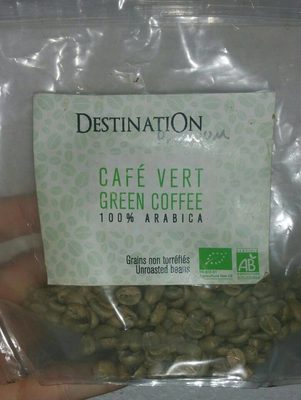 DESTINATION
CAFÉ VERT
GREEN COFFEE
100% ARABICA
Grains non torréfiés
Unroasted beans
AB